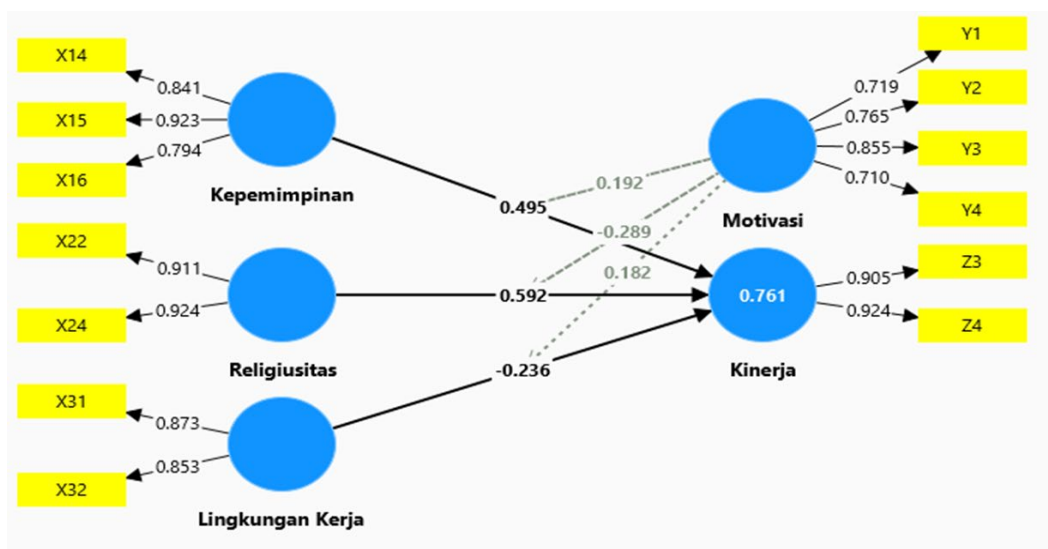 X14
0.841
X15
0.923
0.794
X16
Kepemimpinan
X22
0.911
0.924
X24
Religiusitas
X31
0.873
0.853
X32
Lingkungan Kerja
0.495
0.592
-0.236
0.192
-0.289
0.182
Motivasi
0.719
Y1
0.765
Y2
0.855
Y3
0.710
Y4
0.761
Kinerja
0.905
Z3
0.924
Z4